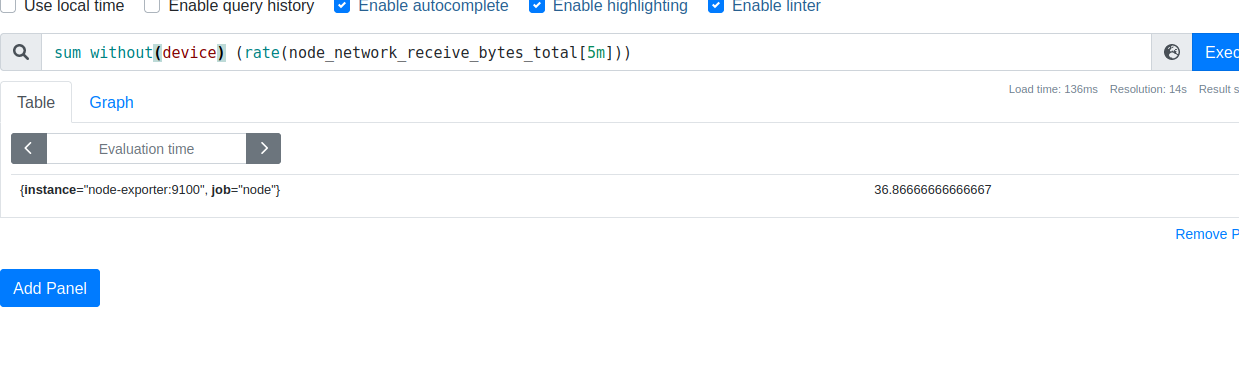 Use local time Enable query history Enable autocomplete Enable highlighting Enable linter
sum without(device) (rate(node_network_receive_bytes_total[5m])) Exec
Load time: 136ms Resolution: 14s Result s
Table Graph
Evaluation time
{instance="node-exporter:9100", job="node"} 36.86666666666667
Remove P
Add Panel